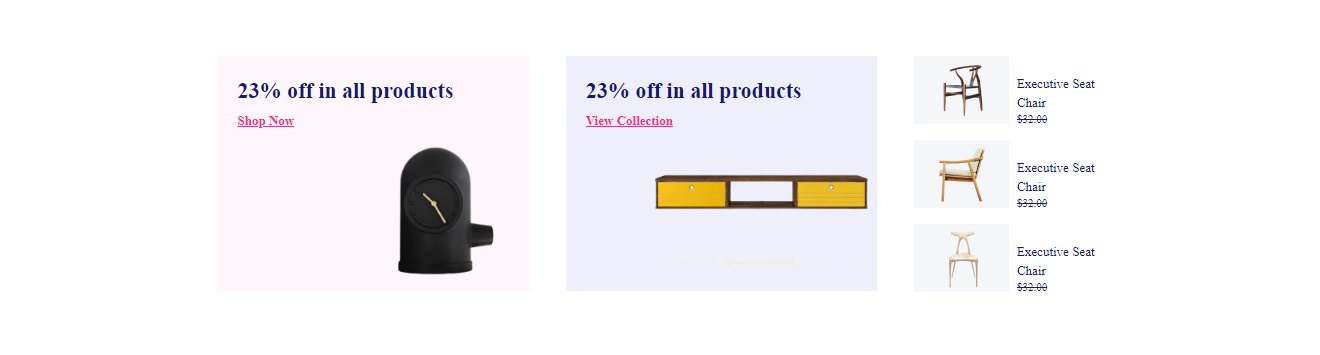 23% off in all products
Shop Now
23% off in all products
View Collection
Executive Seat
Chair
$32.00
Executive Seat
Chair
$32.00
Executive Seat
Chair
$32.00